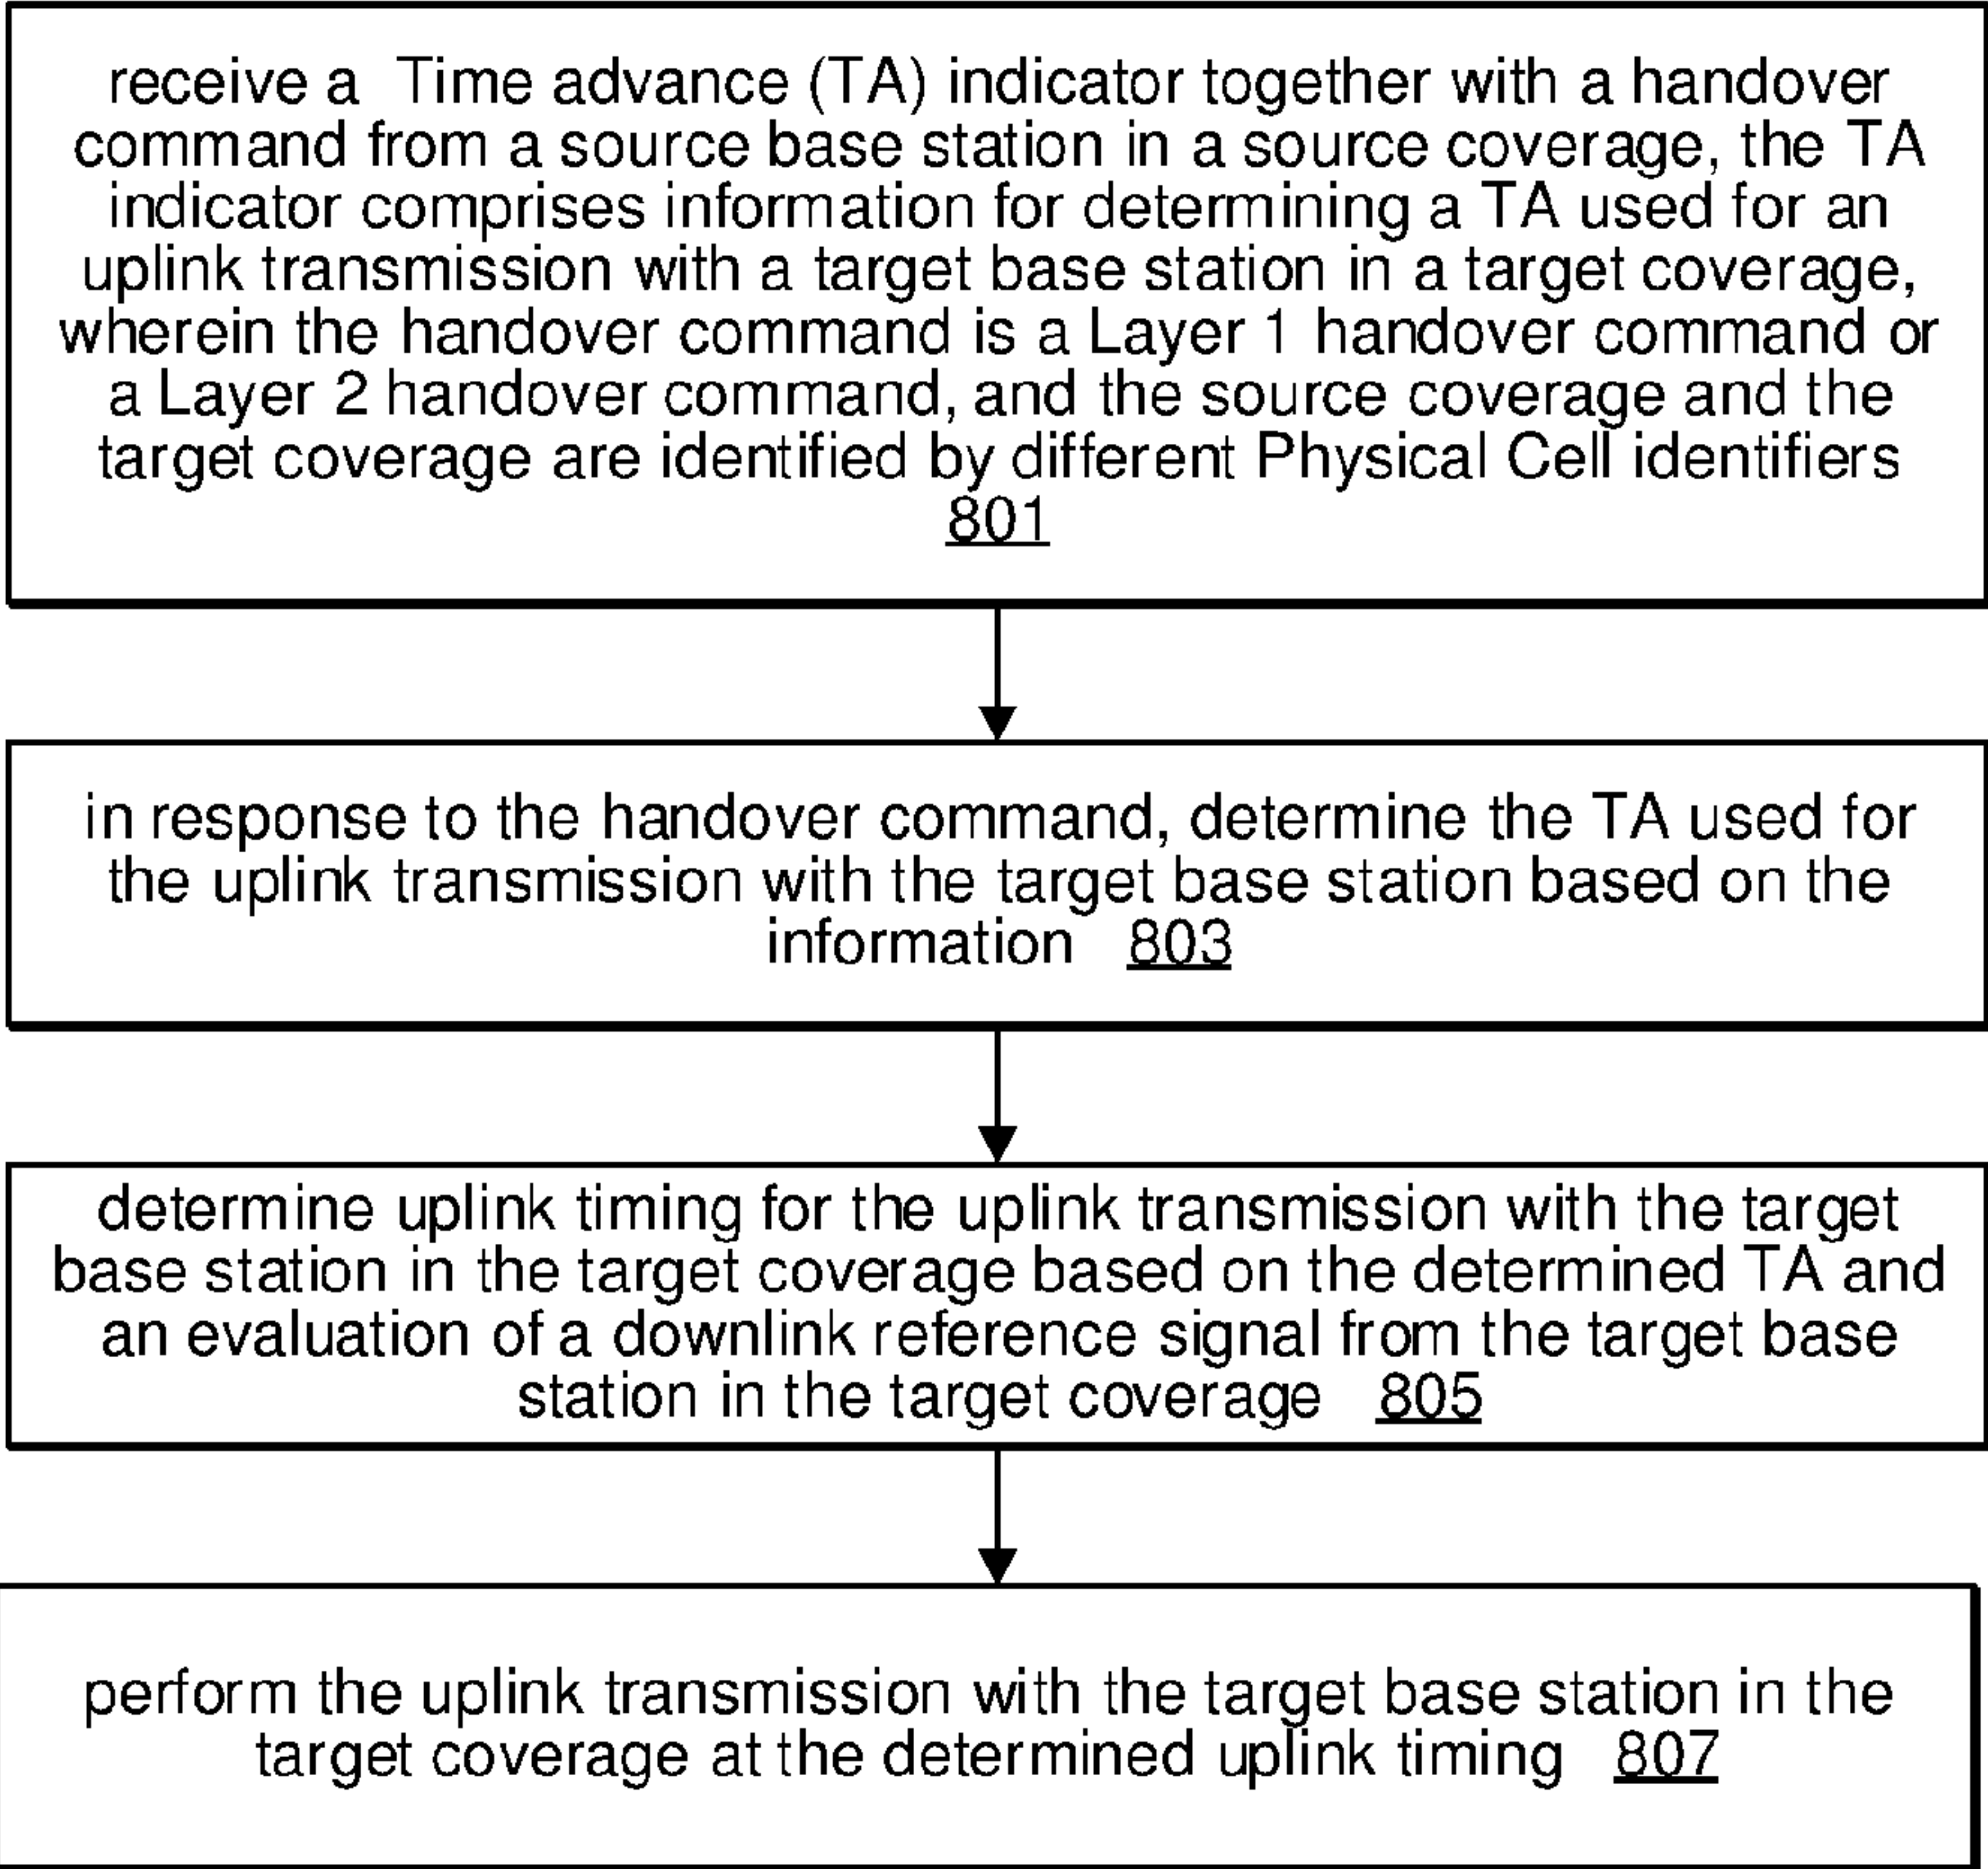 receive a Time advance (TA) indicator together with a handover
command from a source base station in a source coverage, the TA
indicator comprises information for determining a TA used for an
uplink transmission with a target base station in a target coverage,
wherein the handover command is a Layer 1 handover command or
a Layer 2 handover command, and the source coverage and the
target coverage are identified by different Physical Cell identifiers
801
in response to the handover command, determine the TA used for
the uplink transmission with the target base station based on the
information 803
determine uplink timing for the uplink transmission with the target
base station in the target coverage based on the determined TA and
an evaluation of a downlink reference signal from the target base
station in the target coverage 805
perform the uplink transmission with the target base station in the
target coverage at the determined uplink timing 807